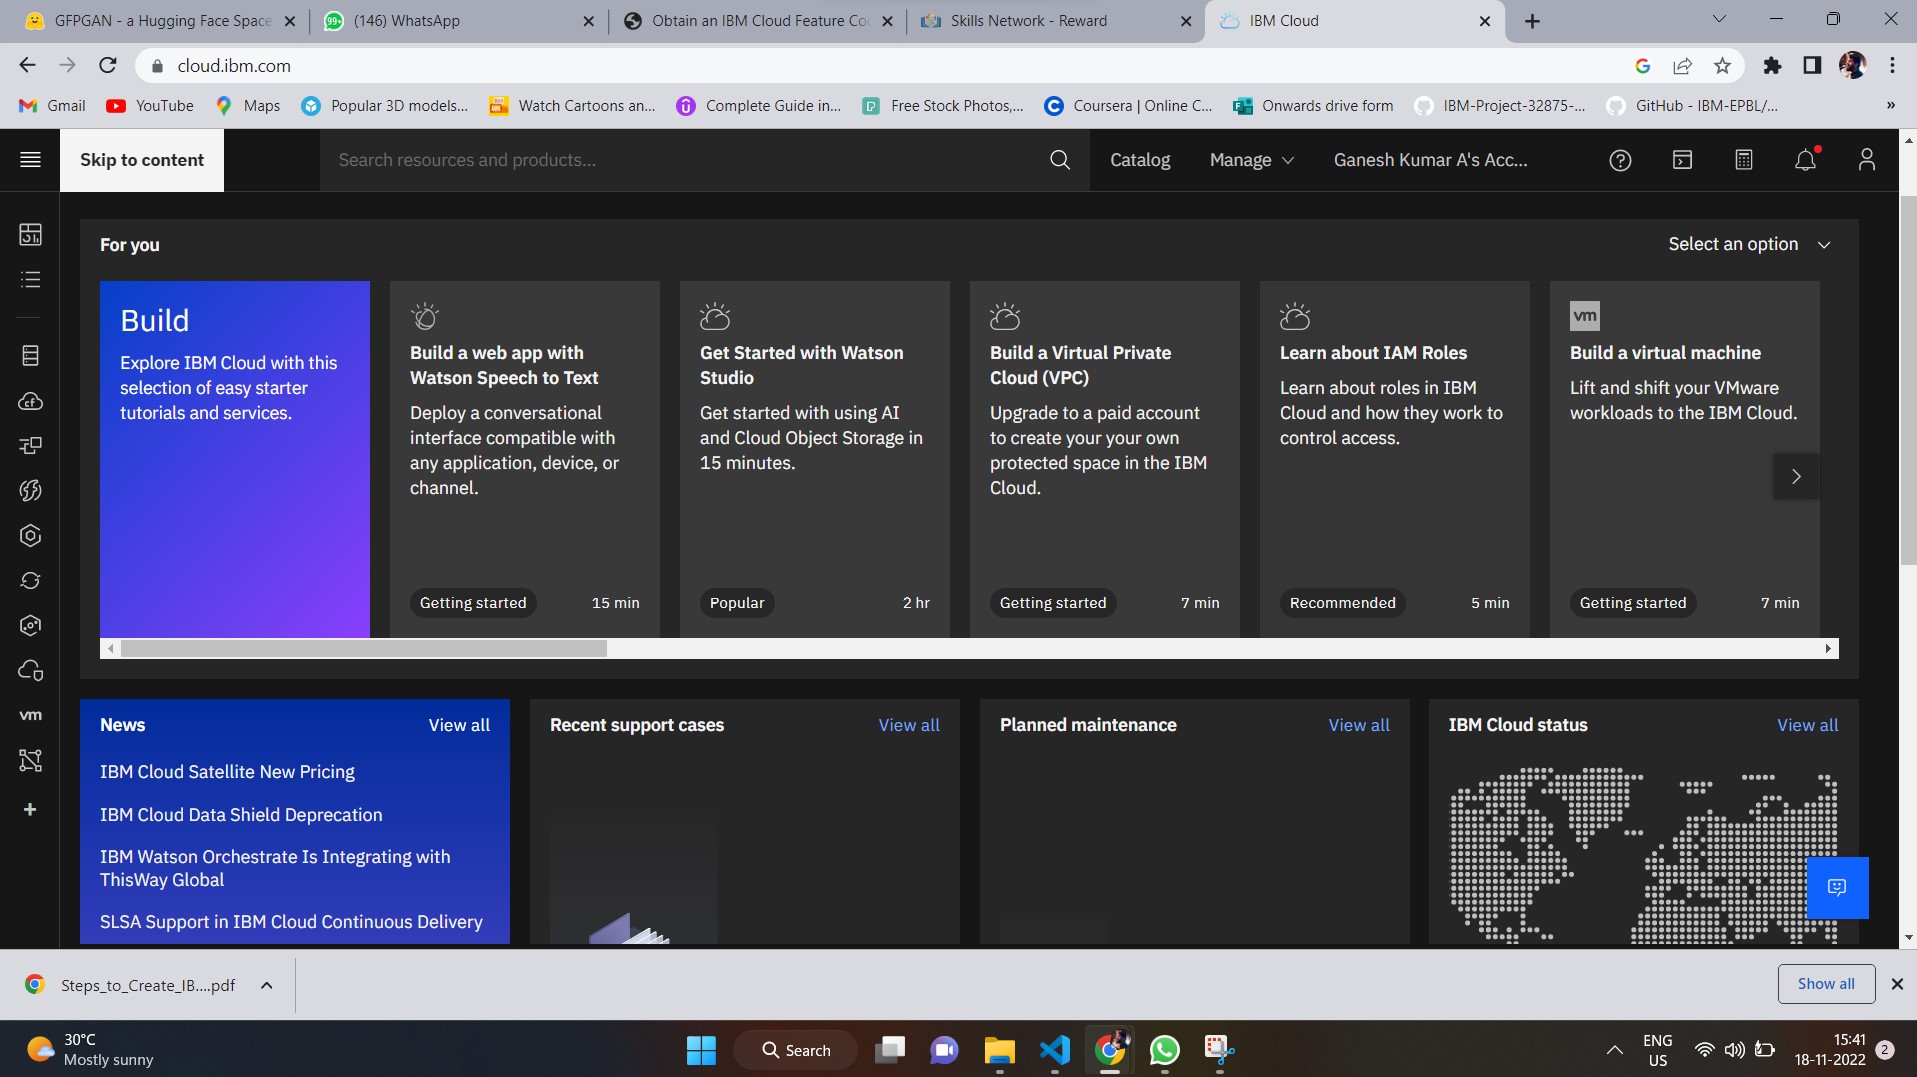 GFPGAN - a Hugging Face Space
99+ (146) WhatsApp
Obtain an IBM Cloud Feature Co
Skills Network - Reward
IBM Cloud
cloud.ibm.com
Gmail
YouTube
Maps
Popular 3D models...
Watch Cartoons an...
Complete Guide in...
Free Stock Photos,...
Coursera | Online C...
Onwards drive form
IBM-Project-32875-...
GitHub - IBM-EPBL/...
»
Skip to content
Search resources and products...
Catalog
Manage
Ganesh Kumar A's Acc...
For you
Select an option
Build
Explore IBM Cloud with this
selection of easy starter
tutorials and services.
Build a web app with
Watson Speech to Text
Deploy a conversational
interface compatible with
any application, device, or
channel.
Getting started
15 min
Get Started with Watson
Studio
Get started with using AI
and Cloud Object Storage in
15 minutes.
Popular
2 hr
Build a Virtual Private
Cloud (VPC)
Upgrade to a paid account
to create your your own
protected space in the IBM
Cloud.
Getting started
7 min
Learn about IAM Roles
Learn about roles in IBM
Cloud and how they work to
control access.
Recommended
5 min
vm
Build a virtual machine
Lift and shift your VMware
workloads to the IBM Cloud.
Getting started
7 min
cf
vm
News
View all
IBM Cloud Satellite New Pricing
IBM Cloud Data Shield Deprecation
IBM Watson Orchestrate Is Integrating with
ThisWay Global
SLSA Support in IBM Cloud Continuous Delivery
Recent support cases
View all
Planned maintenance
View all
IBM Cloud status
View all
Steps_to_Create_IB....pdf
Show all
30°C
Mostly sunny
Search
ENG
US
15:41
18-11-2022
2